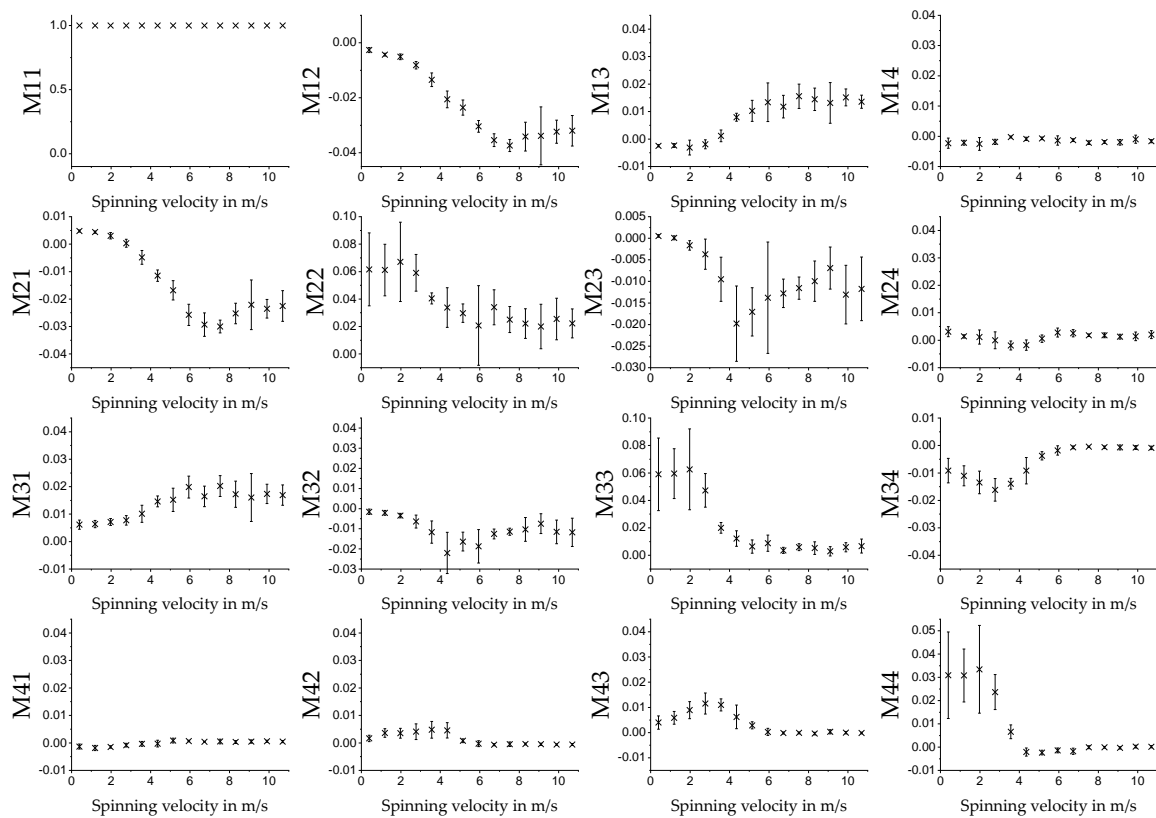 M11
1.0
0.5
0.0
0 2 4 6 8 10
Spinning velocity in m/s
M12
0.00
-0.02
-0.04
0 2 4 6 8 10
Spinning velocity in m/s
M13
0.04
0.03
0.02
0.01
0.00
-0.01
0 2 4 6 8 10
Spinning velocity in m/s
M14
0.04
0.03
0.02
0.01
0.00
-0.01
0 2 4 6 8 10
Spinning velocity in m/s
M21
0.01
0.00
-0.01
-0.02
-0.03
-0.04
0 2 4 6 8 10
Spinning velocity in m/s
M22
0.10
0.08
0.06
0.04
0.02
0.00
0 2 4 6 8 10
Spinning velocity in m/s
M23
0.005
0.000
-0.005
-0.010
-0.015
-0.020
-0.025
-0.030
0 2 4 6 8 10
Spinning velocity in m/s
M24
0.04
0.03
0.02
0.01
0.00
-0.01
0 2 4 6 8 10
Spinning velocity in m/s
M31
0.04
0.03
0.02
0.01
0.00
-0.01
0 2 4 6 8 10
Spinning velocity in m/s
M32
0.04
0.03
0.02
0.01
0.00
-0.01
-0.02
-0.03
0 2 4 6 8 10
Spinning velocity in m/s
M33
0.10
0.08
0.06
0.04
0.02
0.00
0 2 4 6 8 10
Spinning velocity in m/s
M34
0.01
0.00
-0.01
-0.02
-0.03
-0.04
0 2 4 6 8 10
Spinning velocity in m/s
M41
0.04
0.03
0.02
0.01
0.00
-0.01
0 2 4 6 8 10
Spinning velocity in m/s
M42
0.04
0.03
0.02
0.01
0.00
-0.01
0 2 4 6 8 10
Spinning velocity in m/s
M43
0.04
0.03
0.02
0.01
0.00
-0.01
0 2 4 6 8 10
Spinning velocity in m/s
M44
0.05
0.04
0.03
0.02
0.01
0.00
-0.01
0 2 4 6 8 10
Spinning velocity in m/s